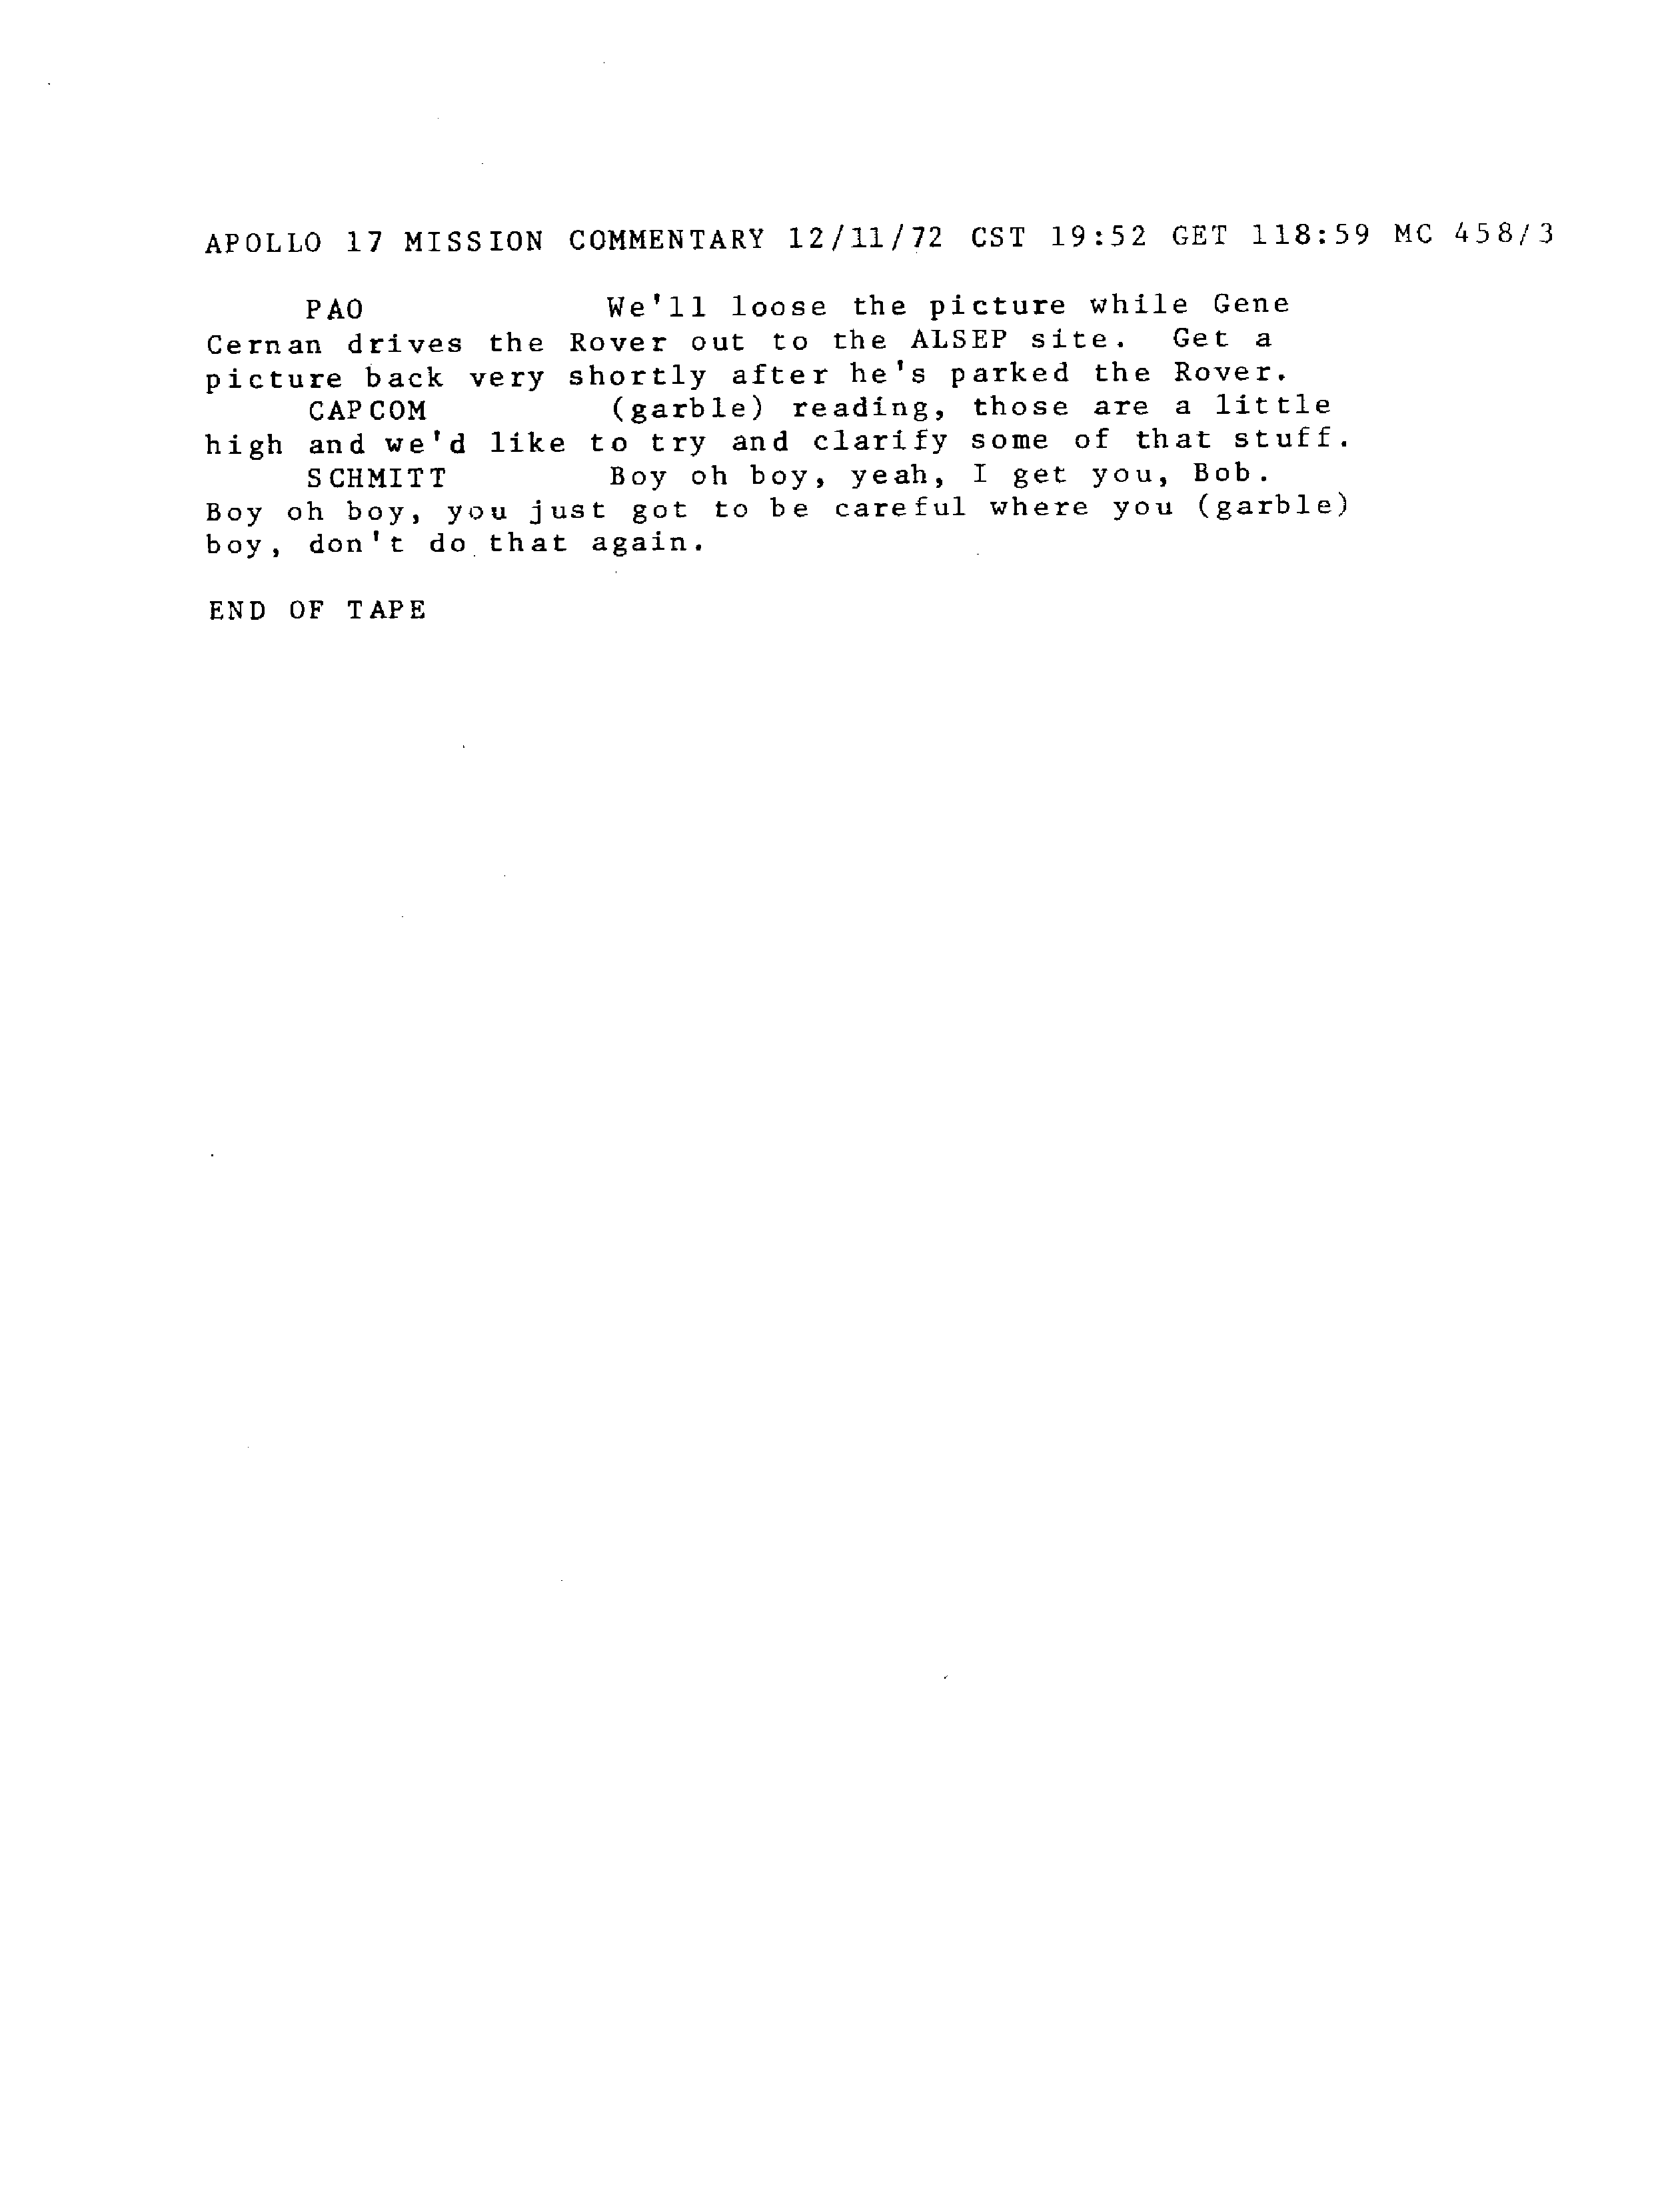 APOLLO 17 MISSION COMMENTARY 12/11/72 CST 19:52 GET 118:59 MC 458/3
PAO We'll loose the picture while Gene
Cernan drives the Rover out to the ALSEP site. Get a
picture back very shortly after he's parked the Rover.
CAPCOM (garble) reading, those are a little
high and we'd like to try and clarify some of that stuff.
SCHMITT Boy oh boy, yeah, I get you, Bob.
Boy oh boy, you just got to be careful where you (garble)
boy, don't do that again.
END OF TAPE